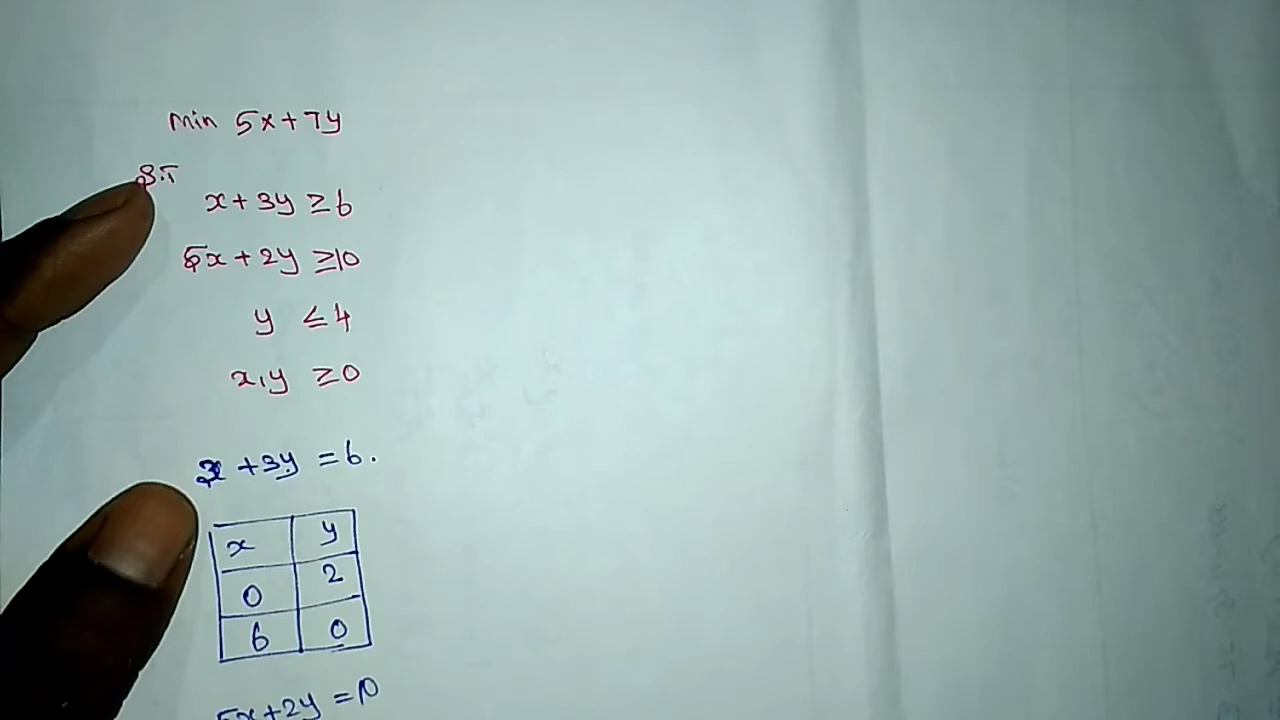 Min 5x+7y
S.T
x+3y ≥6
5x+2y ≥10
y ≤4
x,y ≥0
x+3y =6.
x y
0 2
6 0
5x+2y =10